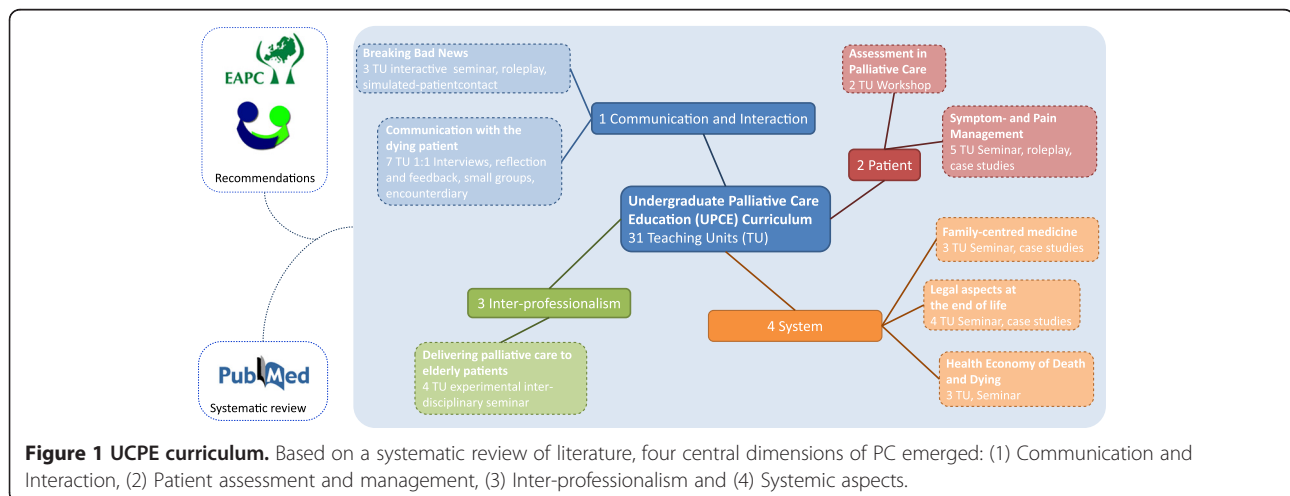 EAPC
Recommendations
PubMed
Systematic review
Breaking Bad News
3 TU interactive seminar, roleplay,
simulated-patientcontact
Communication with the
dying patient
7 TU 1:1 Interviews, reflection
and feedback, small groups,
encounterdiary
1 Communication and Interaction
Assessment in
Palliative Care
2 TU Workshop
Symptom- and Pain
Management
5 TU Seminar, roleplay,
case studies
2 Patient
Undergraduate Palliative Care
Education (UPCE) Curriculum
31 Teaching Units (TU)
3 Inter-professionalism
Delivering palliative care to
elderly patients
4 TU experimental inter-
disciplinary seminar
4 System
Family-centred medicine
3 TU Seminar, case studies
Legal aspects at
the end of life
4 TU Seminar, case studies
Health Economy of Death
and Dying
3 TU, Seminar
Figure 1 UCPE curriculum. Based on a systematic review of literature, four central dimensions of PC emerged: (1) Communication and
Interaction, (2) Patient assessment and management, (3) Inter-professionalism and (4) Systemic aspects.